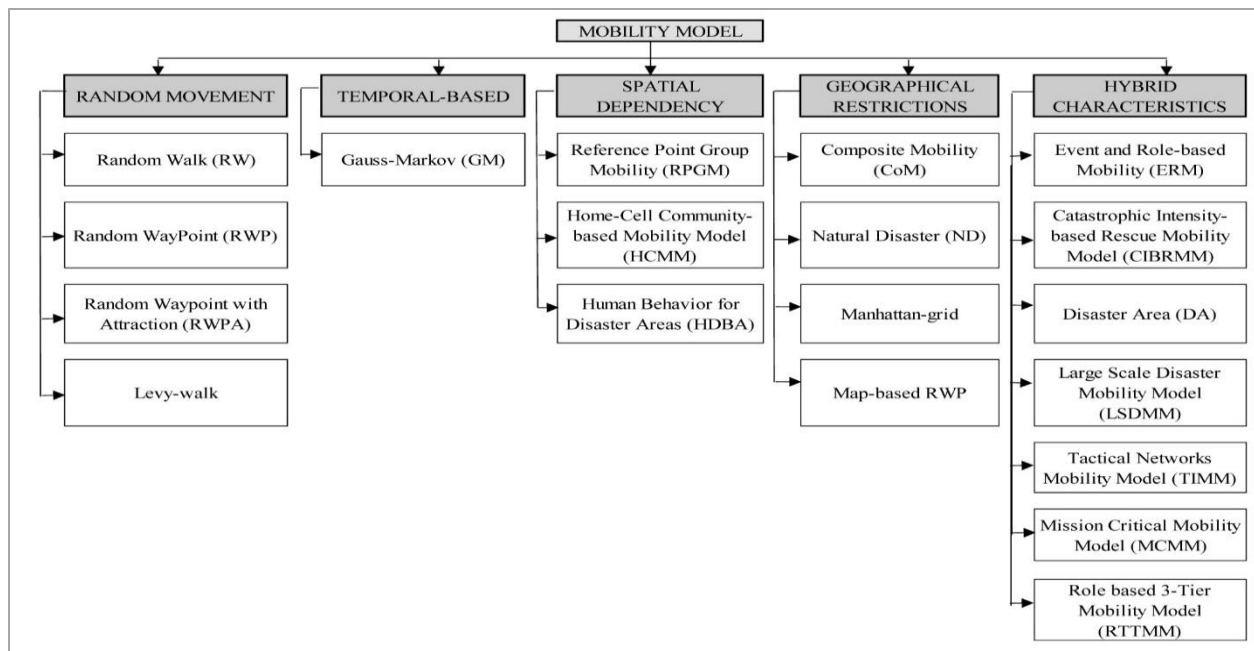 MOBILITY MODEL
RANDOM MOVEMENT
Random Walk (RW)
Random WayPoint (RWP)
Random Waypoint with
Attraction (RWPA)
Levy-walk
TEMPORAL-BASED
Gauss-Markov (GM)
SPATIAL
DEPENDENCY
Reference Point Group
Mobility (RPGM)
Home-Cell Community-
based Mobility Model
(HCMM)
Human Behavior for
Disaster Areas (HDBA)
GEOGRAPHICAL
RESTRICTIONS
Composite Mobility
(CoM)
Natural Disaster (ND)
Manhattan-grid
Map-based RWP
HYBRID
CHARACTERISTICS
Event and Role-based
Mobility (ERM)
Catastrophic Intensity-
based Rescue Mobility
Model (CIBRMM)
Disaster Area (DA)
Large Scale Disaster
Mobility Model
(LSDMM)
Tactical Networks
Mobility Model (TIMM)
Mission Critical Mobility
Model (MCMM)
Role based 3-Tier
Mobility Model
(RTTMM)